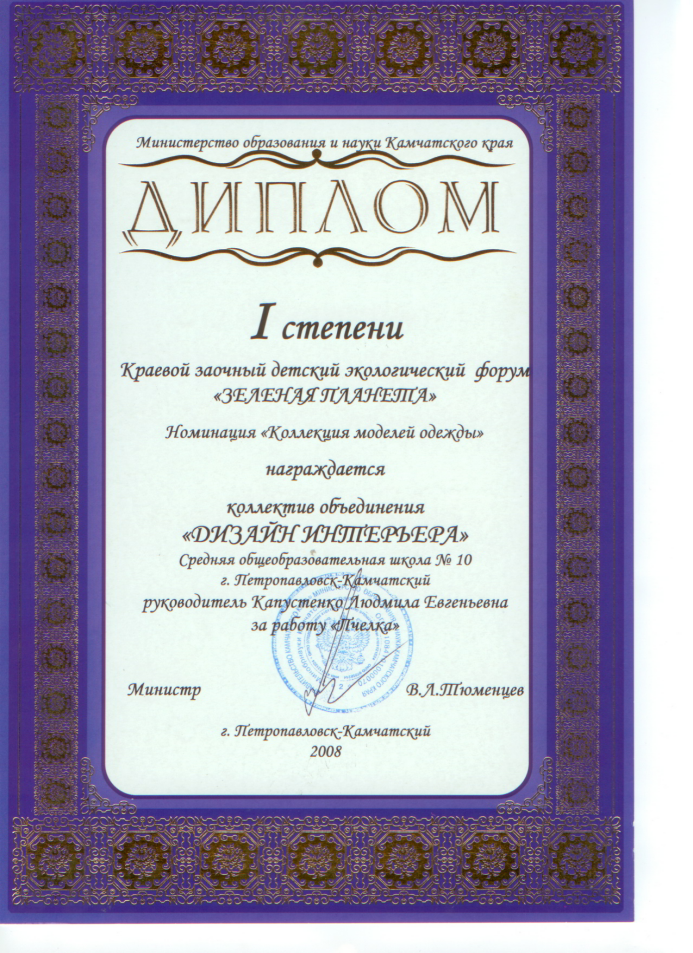 Министерство образования и науки Камчатского края
ДИПЛОМ
I степени
Краевой заочный детский экологический форум
«ЗЕЛЕНАЯ ПЛАНЕТА»
Номинация «Коллекция моделей одежды»
награждается
коллектив объединения
«ДИЗАЙН ИНТЕРЬЕРА»
Средняя общеобразовательная школа № 10
г. Петропавловск-Камчатский
руководитель Капустенко Людмила Евгеньевна
за работу «Пчелка»
Министр В.Л.Тюменцев
г. Петропавловск-Камчатский
2008